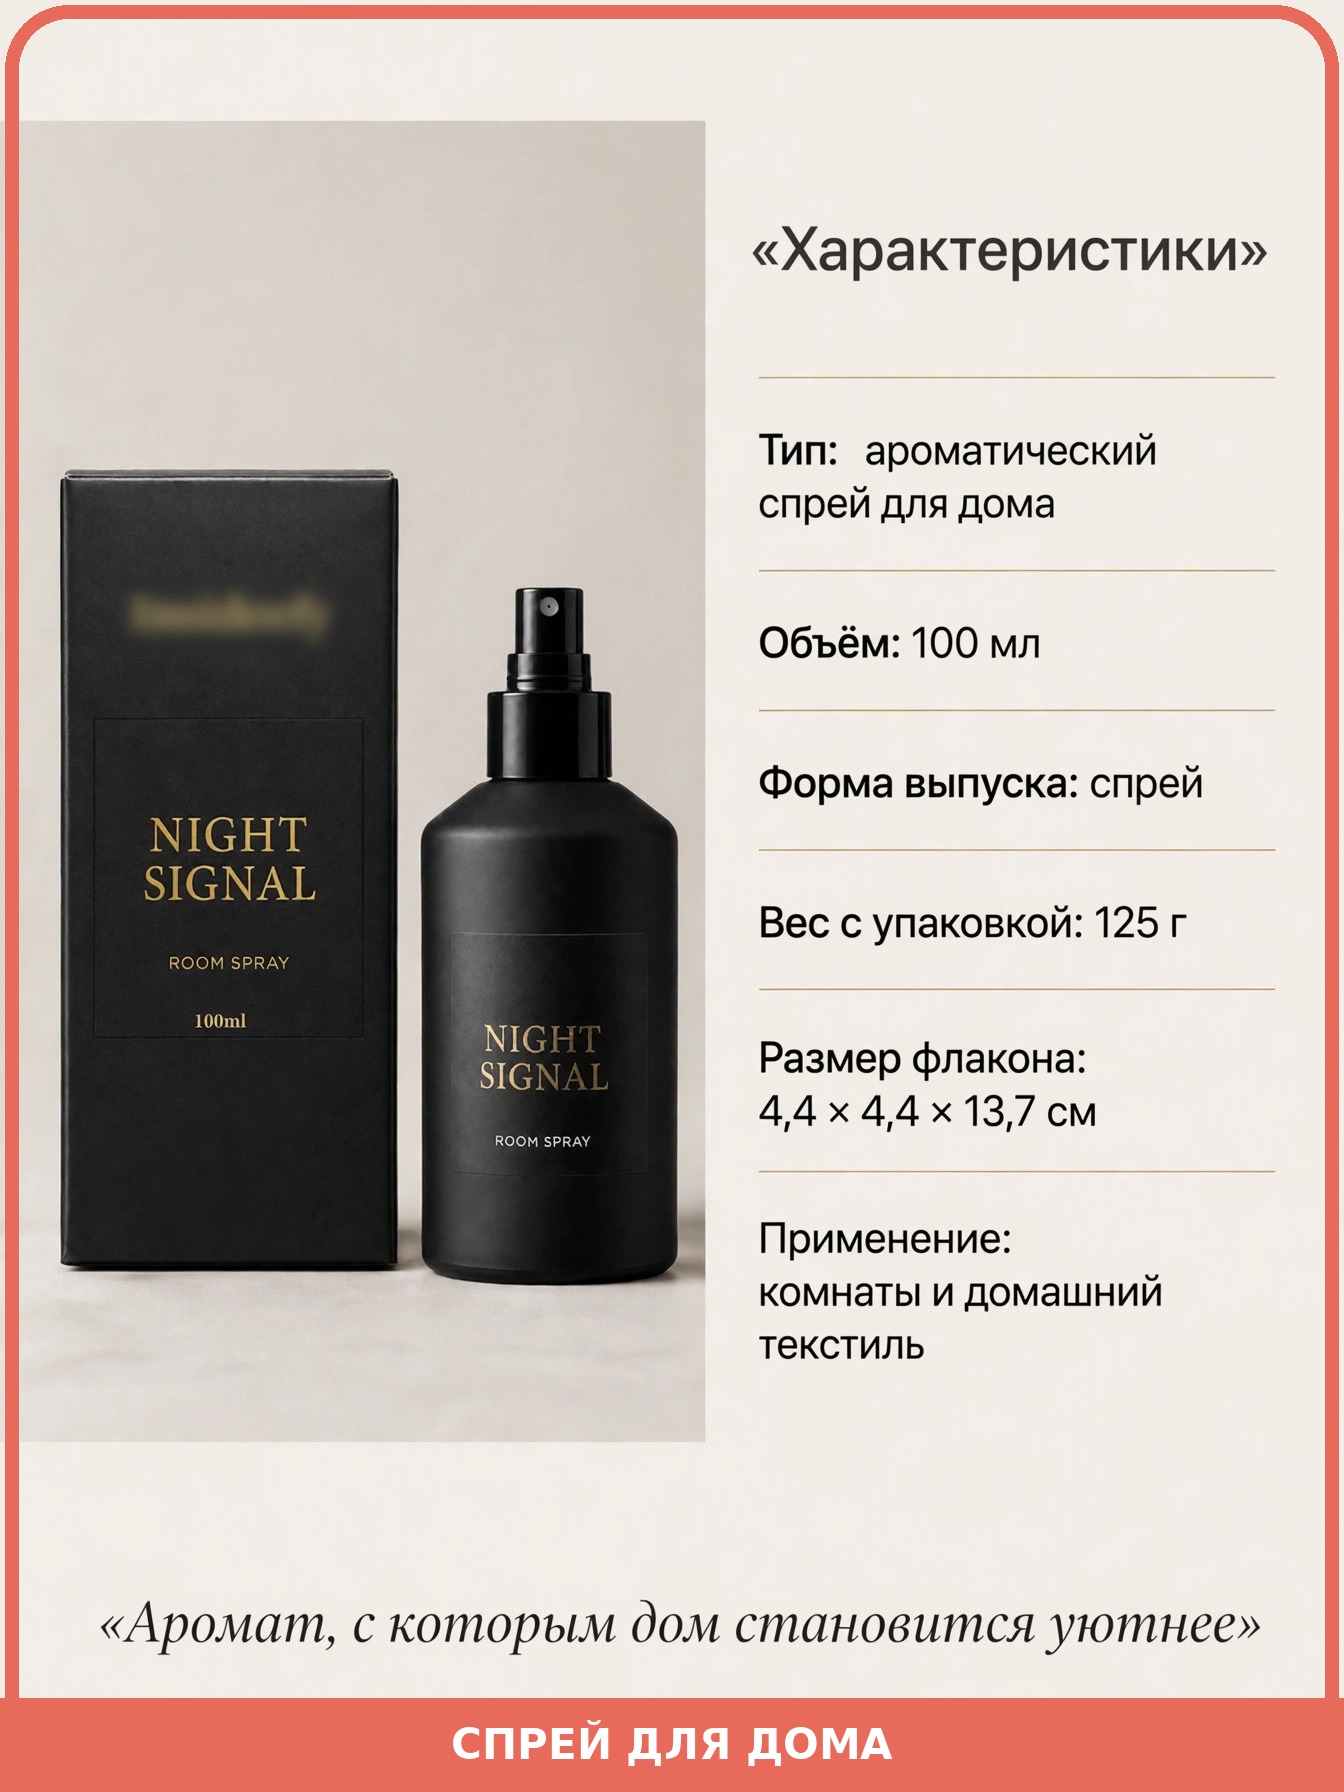 «Характеристики»
Тип: ароматический
спрей для дома
Объём: 100 мл
Форма выпуска: спрей
Вес с упаковкой: 125 г
Размер флакона:
4,4 × 4,4 × 13,7 см
Применение:
комнаты и домашний
текстиль
NIGHT
SIGNAL
ROOM SPRAY
100ml
NIGHT
SIGNAL
ROOM SPRAY
«Аромат, с которым дом становится уютнее»
СПРЕЙ ДЛЯ ДОМА